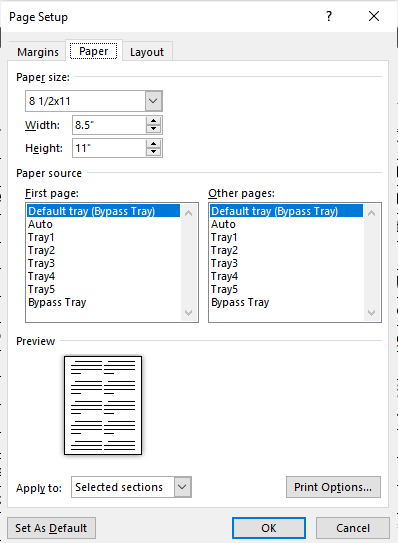 Page Setup
?
Margins
Paper
Layout
Paper size:
8 1/2x11
Width: 8.5"
Height: 11"
Paper source
First page:
Default tray (Bypass Tray)
Auto
Tray1
Tray2
Tray3
Tray4
Tray5
Bypass Tray
Other pages:
Default tray (Bypass Tray)
Auto
Tray1
Tray2
Tray3
Tray4
Tray5
Bypass Tray
Preview
Apply to: Selected sections
Print Options...
Set As Default
OK
Cancel